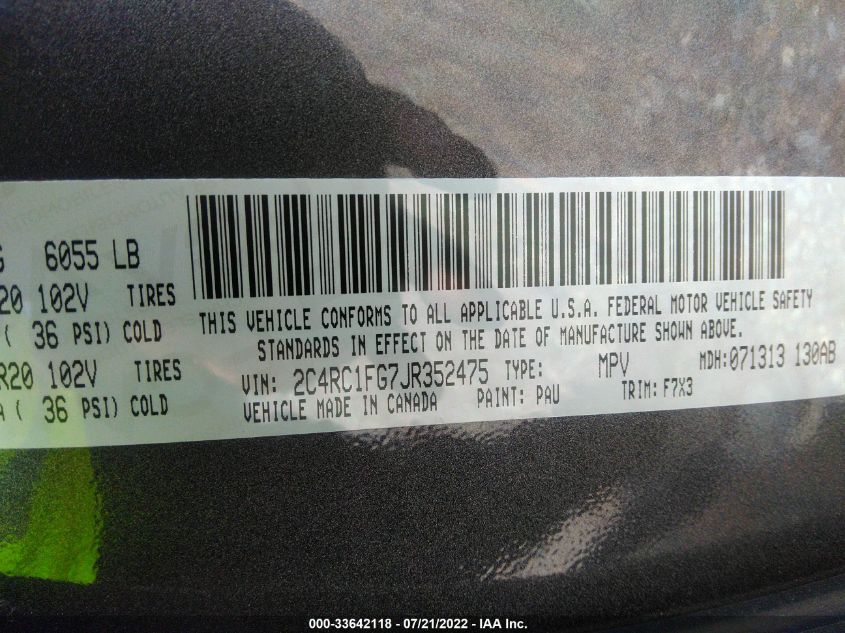 6055 LB
20 102V TIRES
( 36 PSI) COLD
R20 102V TIRES
( 36 PSI) COLD
THIS VEHICLE CONFORMS TO ALL APPLICABLE U.S.A. FEDERAL MOTOR VEHICLE SAFETY
STANDARDS IN EFFECT ON THE DATE OF MANUFACTURE SHOWN ABOVE.
VIN: 2C4RC1FG7JR352475 TYPE: MPV MDH:071313 130AB
VEHICLE MADE IN CANADA PAINT: PAU TRIM: F7X3
000-33642118 - 07/21/2022 - IAA Inc.